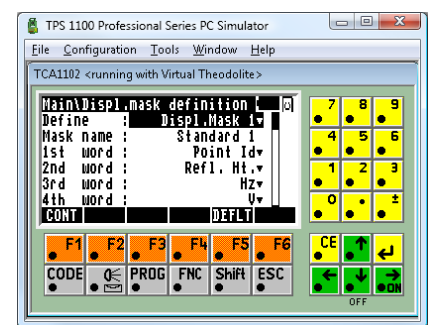 TPS 1100 Professional Series PC Simulator
File Configuration Tools Window Help
TCA1102 <running with Virtual Theodolite>
Main\Displ.mask definition
Define : Displ.Mask 1▾
Mask name : Standard 1
1st word : Point Id▾
2nd word : Refl. Ht.▾
3rd word : Hz▾
4th word : V▾
CONT DEFLT
7 8 9
4 5 6
1 2 3
0 . ±
F1 F2 F3 F4 F5 F6 CE
CODE PROG FNC Shift ESC ON
OFF